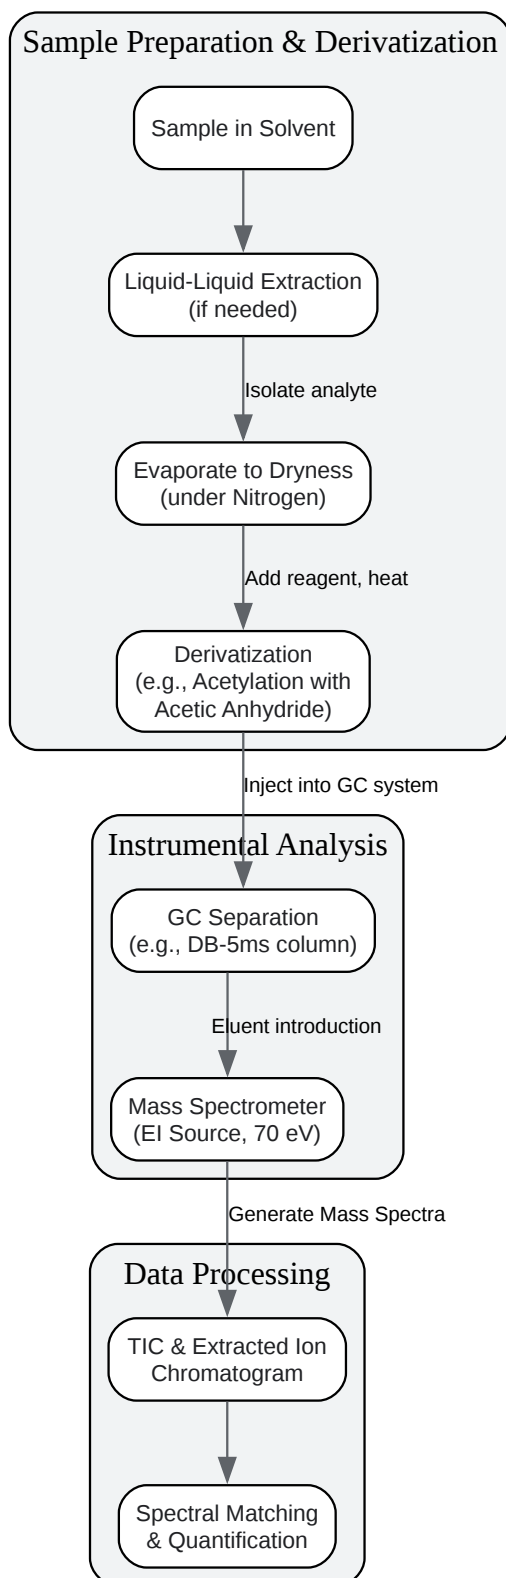 Sample Preparation & Derivatization
Sample in Solvent
Liquid-Liquid Extraction
(if needed)
Isolate analyte
Evaporate to Dryness
(under Nitrogen)
Add reagent, heat
Derivatization
(e.g., Acetylation with
Acetic Anhydride)
Inject into GC system
Instrumental Analysis
GC Separation
(e.g., DB-5ms column)
Eluent introduction
Mass Spectrometer
(EI Source, 70 eV)
Generate Mass Spectra
Data Processing
TIC & Extracted Ion
Chromatogram
Spectral Matching
& Quantification